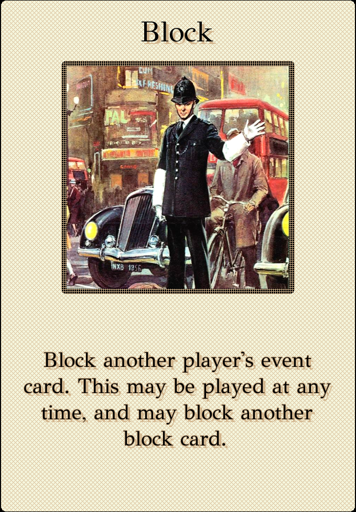 Block
Block another player's event
card. This may be played at any
time, and may block another
block card.